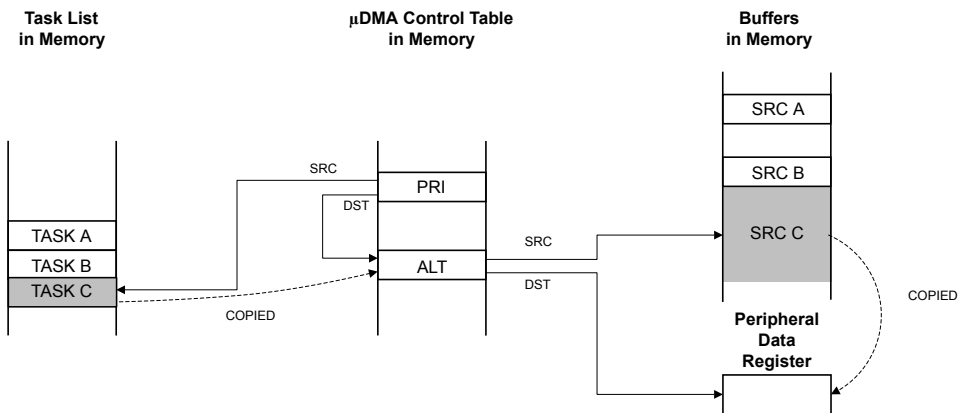 Task List
in Memory
μDMA Control Table
in Memory
Buffers
in Memory
SRC A
SRC
PRI
SRC B
DST
TASK A
SRC C
SRC
TASK B
ALT
DST
TASK C
COPIED
COPIED
Peripheral
Data
Register